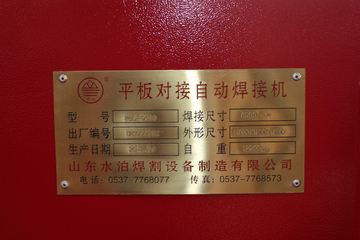 平板对接自动焊接机
型 号 焊接尺寸
出厂编号 外形尺寸
生产日期 自 重
山东水泊焊割设备制造有限公司
电话:0537-7768077 传真:0537-7768573